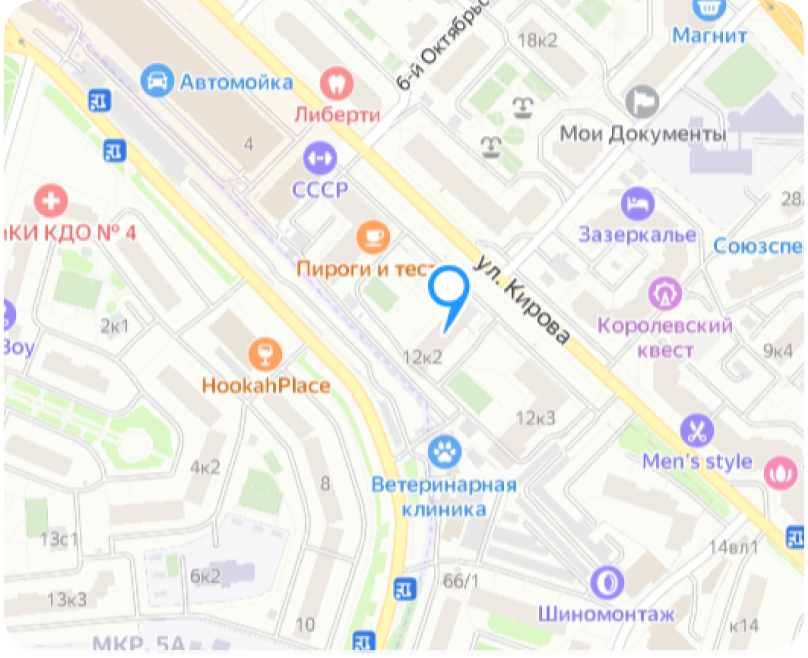 6-й Октябрьс
18к2
Магнит
Автомойка
Либерти
Мои Документы
4
СССР
28
КИ КДО № 4
Зазеркалье
Союзспе
Пироги и тест
ул. Кирова
2к1
Boy
Королевский
квест
12к2
9к4
HookahPlace
12к3
Men's style
4к2
8
Ветеринарная
клиника
13с1
14вл1
6к2
66/1
13к3
Шиномонтаж
10
к14
МКР. 5А